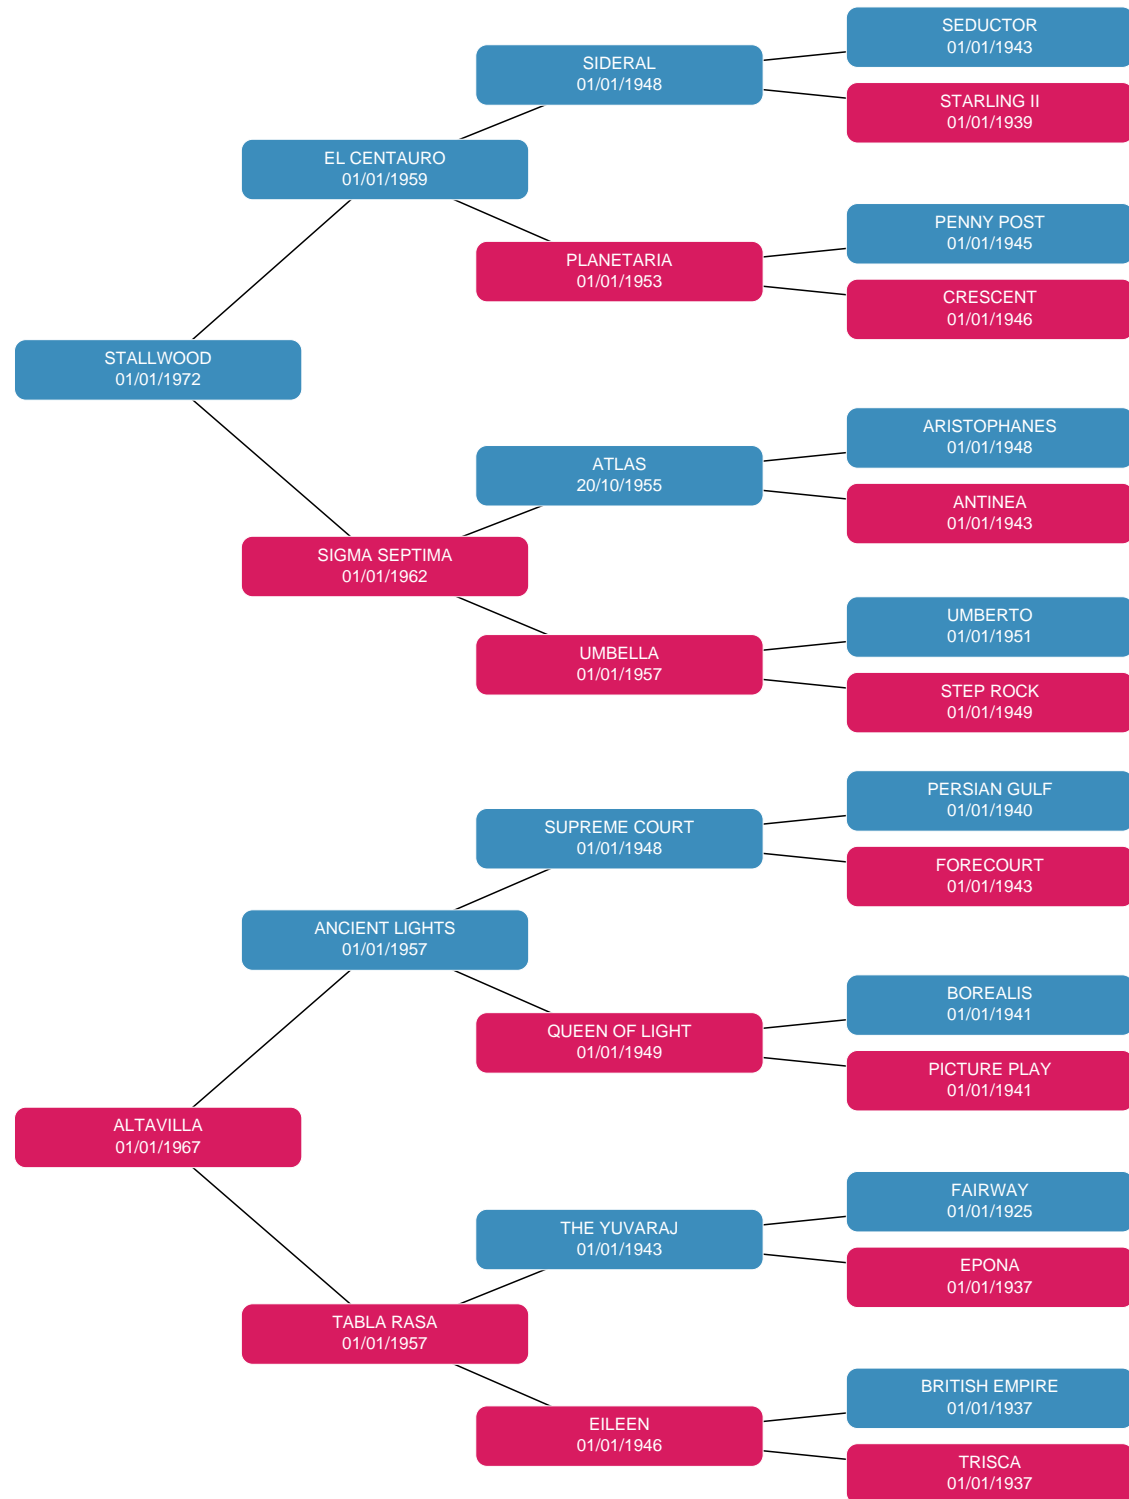 SEDUCTOR
01/01/1943
SIDERAL
01/01/1948
STARLING II
01/01/1939
EL CENTAURO
01/01/1959
PENNY POST
01/01/1945
PLANETARIA
01/01/1953
CRESCENT
01/01/1946
STALLWOOD
01/01/1972
ARISTOPHANES
01/01/1948
ATLAS
20/10/1955
ANTINEA
01/01/1943
SIGMA SEPTIMA
01/01/1962
UMBERTO
01/01/1951
UMBELLA
01/01/1957
STEP ROCK
01/01/1949
PERSIAN GULF
01/01/1940
SUPREME COURT
01/01/1948
FORECOURT
01/01/1943
ANCIENT LIGHTS
01/01/1957
BOREALIS
01/01/1941
QUEEN OF LIGHT
01/01/1949
PICTURE PLAY
01/01/1941
ALTAVILLA
01/01/1967
FAIRWAY
01/01/1925
THE YUVARAJ
01/01/1943
EPONA
01/01/1937
TABLA RASA
01/01/1957
BRITISH EMPIRE
01/01/1937
EILEEN
01/01/1946
TRISCA
01/01/1937